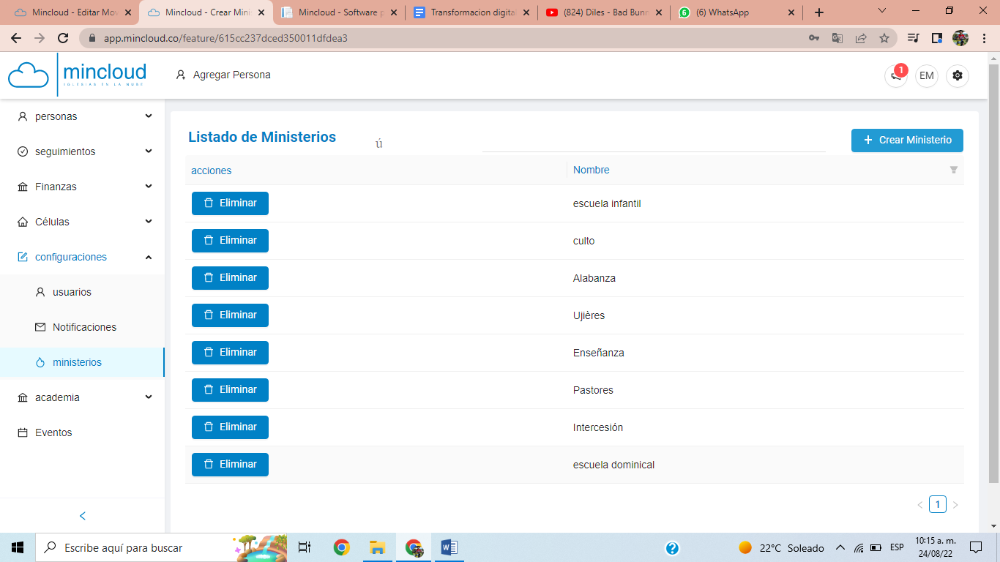 Mincloud - Editar Mov
Mincloud - Crear Mini
Mincloud - Software p
Transformacion digital
(824) Diles - Bad Bunn
6
(6) WhatsApp
app.mincloud.co/feature/615cc237dced350011dfdea3
mincloud
IGLESIAS EN LA NUBE
Agregar Persona
1
EM
personas
seguimientos
Finanzas
Células
configuraciones
usuarios
Notificaciones
ministerios
academia
Eventos
Listado de Ministerios
ú
Crear Ministerio
acciones
Nombre
Eliminar
escuela infantil
Eliminar
culto
Eliminar
Alabanza
Eliminar
Ujières
Eliminar
Enseñanza
Eliminar
Pastores
Eliminar
Intercesión
Eliminar
escuela dominical
< 1 >
Escribe aquí para buscar
22°C Soleado
ESP
10:15 a. m.
24/08/22